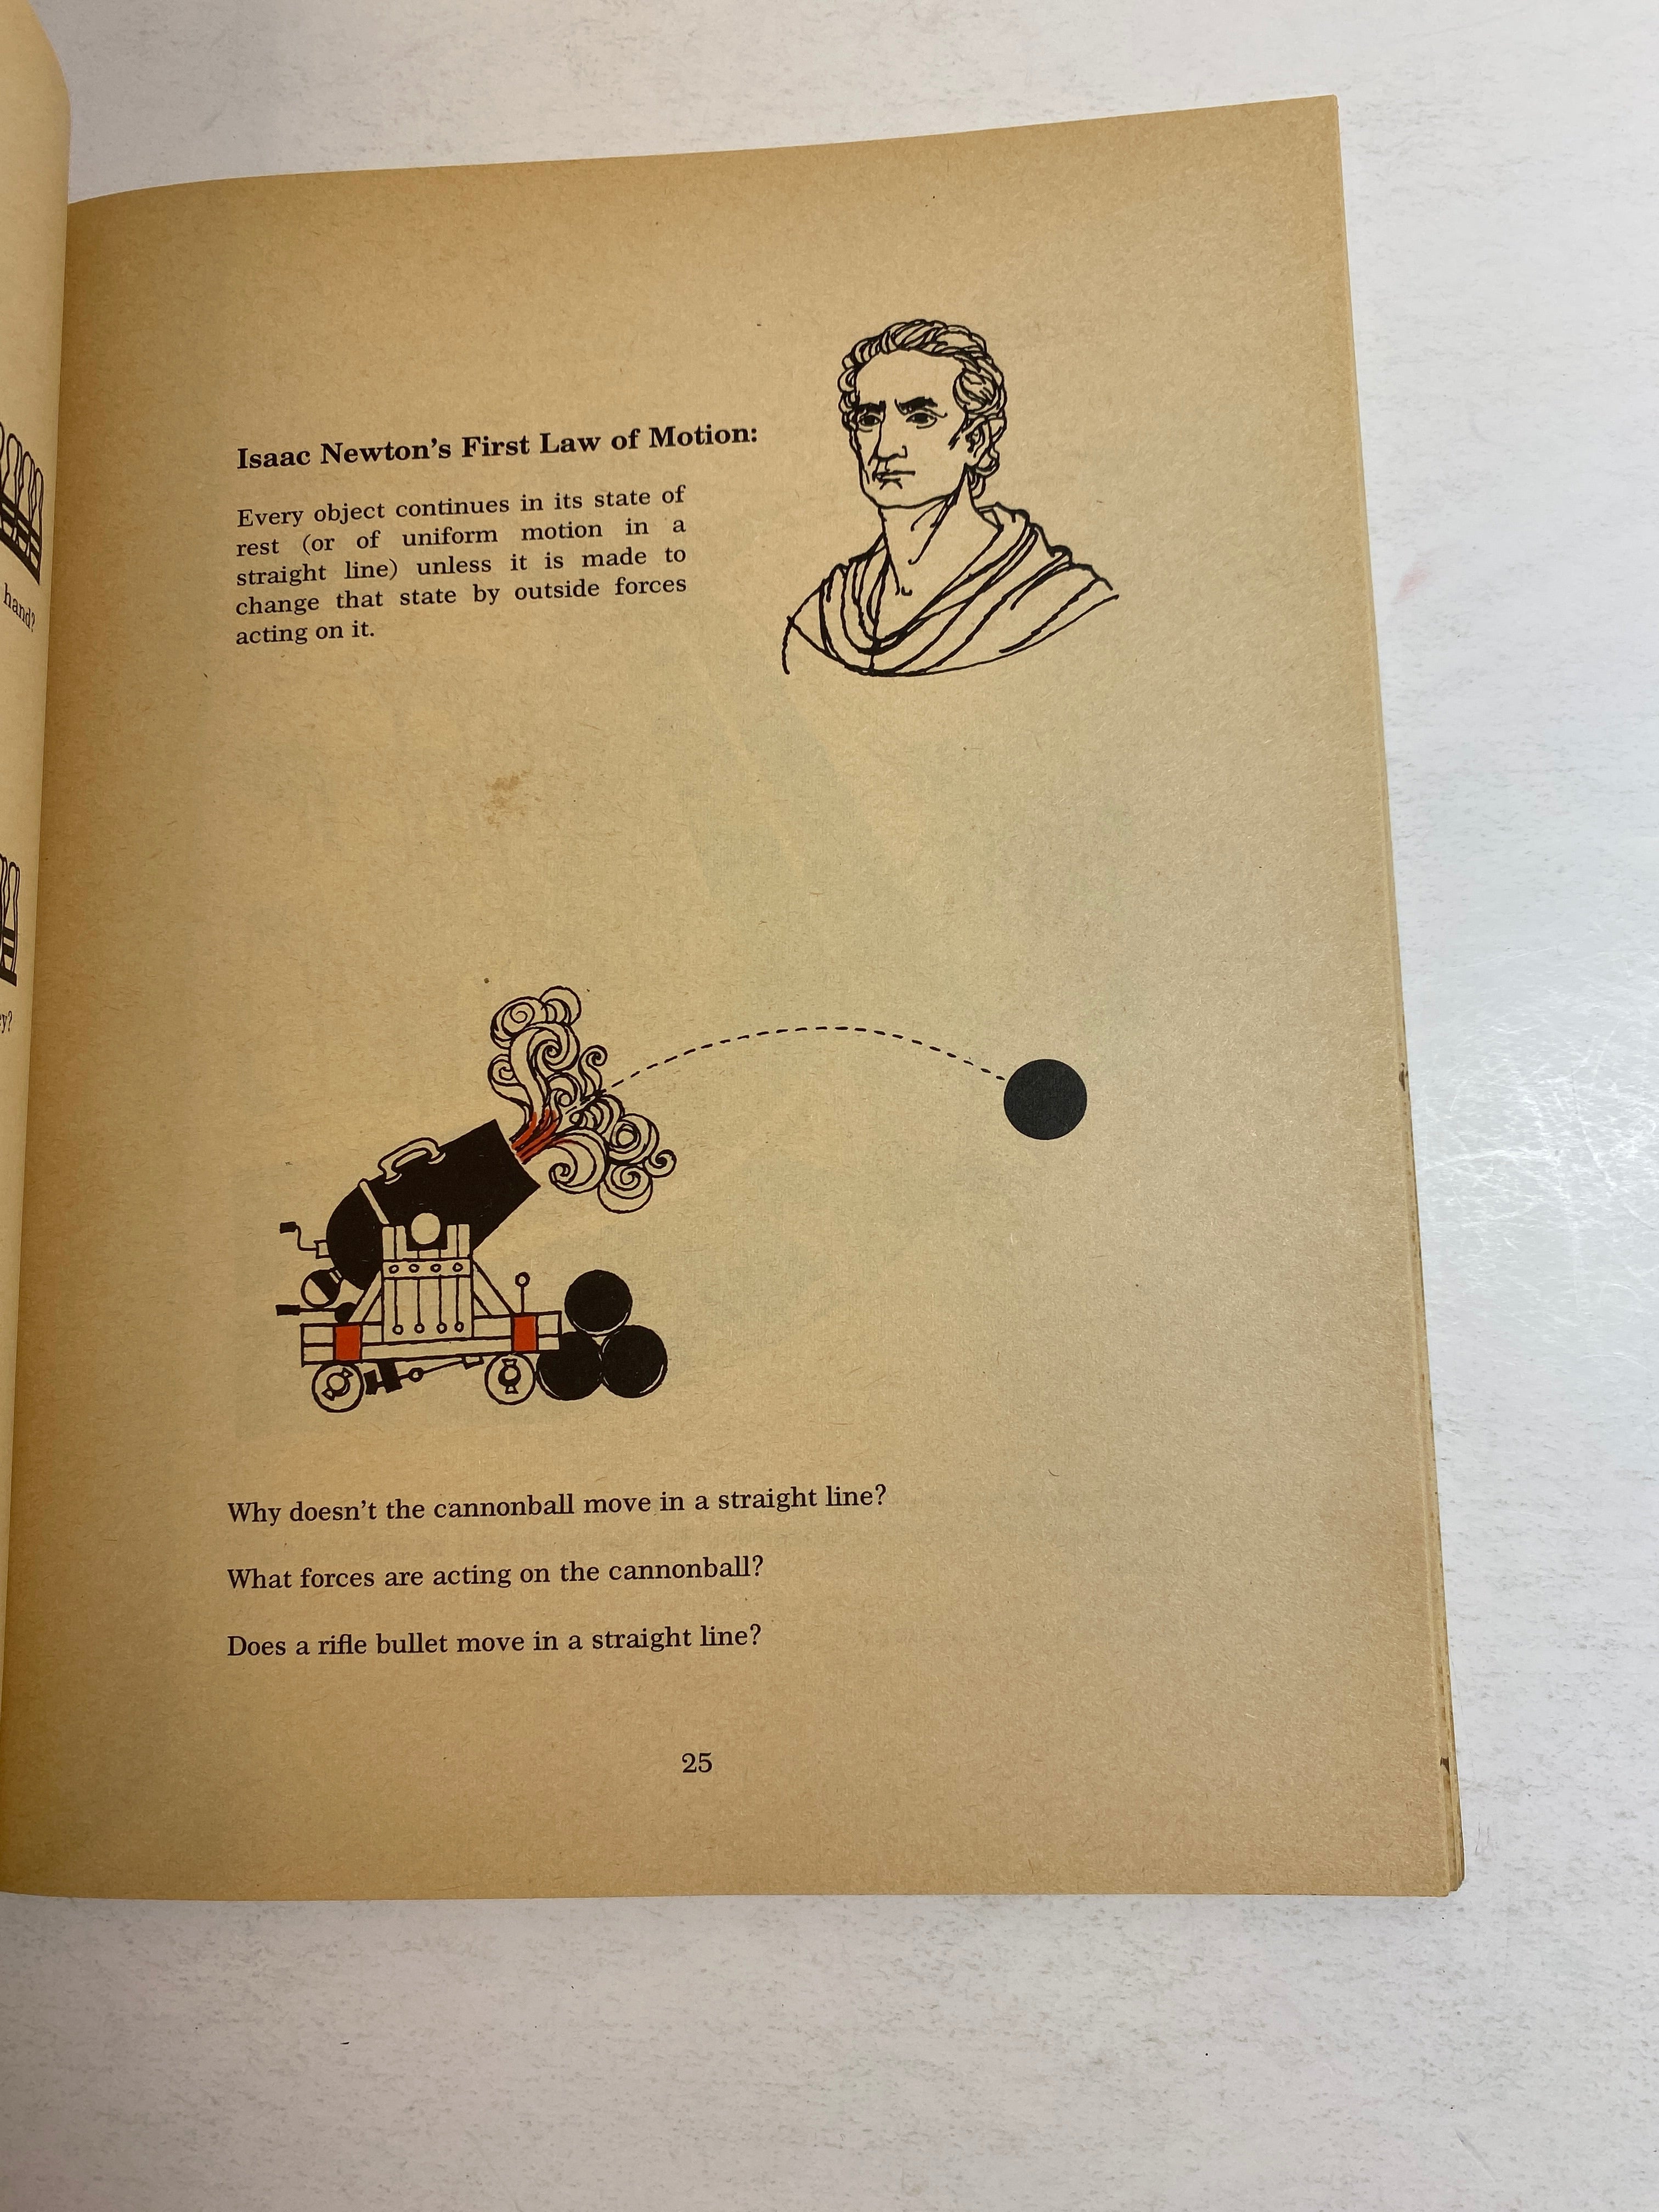 hand?
y?
Isaac Newton's First Law of Motion:
Every object continues in its state of
rest (or of uniform motion in a
straight line) unless it is made to
change that state by outside forces
acting on it.
Why doesn't the cannonball move in a straight line?
What forces are acting on the cannonball?
Does a rifle bullet move in a straight line?
25